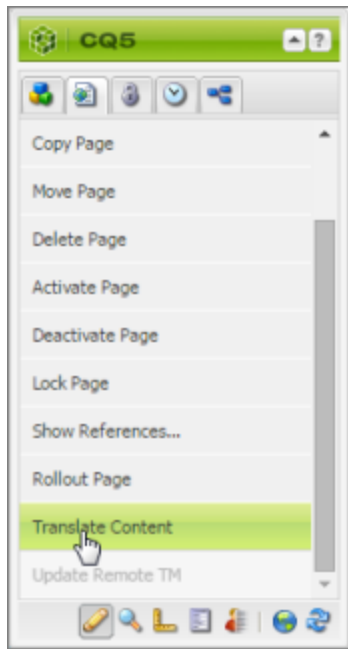 CQ5
?
Copy Page
Move Page
Delete Page
Activate Page
Deactivate Page
Lock Page
Show References...
Rollout Page
Translate Content
Update Remote TM